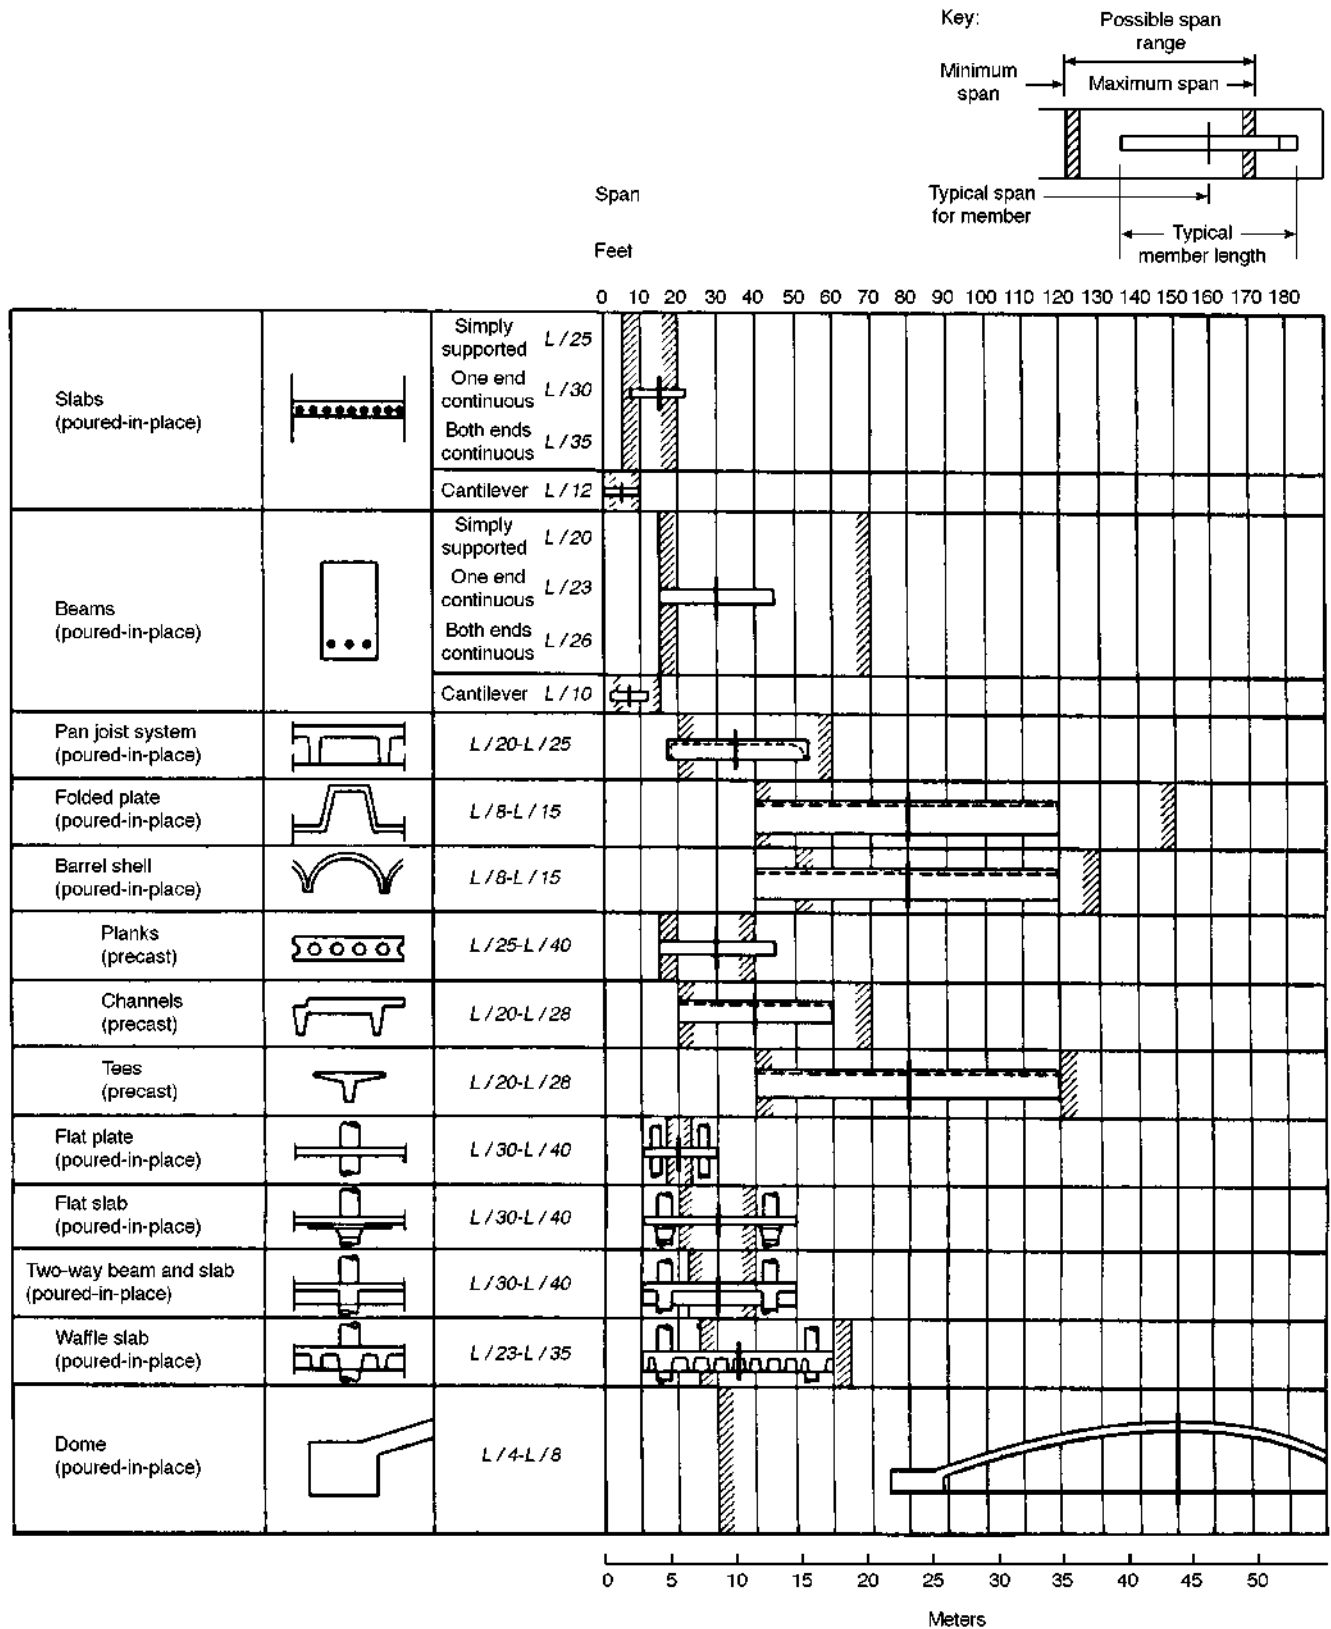 Key:
Possible span
range
Minimum
span
Maximum span
Span
Typical span
for member
Typical
member length
Feet
0 10 20 30 40 50 60 70 80 90 100 110 120 130 140 150 160 170 180
Slabs
(poured-in-place)
Simply
supported L / 25
One end
continuous L / 30
Both ends
continuous L / 35
Cantilever L / 12
Beams
(poured-in-place)
Simply
supported L / 20
One end
continuous L / 23
Both ends
continuous L / 26
Cantilever L / 10
Pan joist system
(poured-in-place)
L / 20-L / 25
Folded plate
(poured-in-place)
L / 8-L / 15
Barrel shell
(poured-in-place)
L / 8-L / 15
Planks
(precast)
L / 25-L / 40
Channels
(precast)
L / 20-L / 28
Tees
(precast)
L / 20-L / 28
Flat plate
(poured-in-place)
L / 30-L / 40
Flat slab
(poured-in-place)
L / 30-L / 40
Two-way beam and slab
(poured-in-place)
L / 30-L / 40
Waffle slab
(poured-in-place)
L / 23-L / 35
Dome
(poured-in-place)
L / 4-L / 8
0 5 10 15 20 25 30 35 40 45 50
Meters